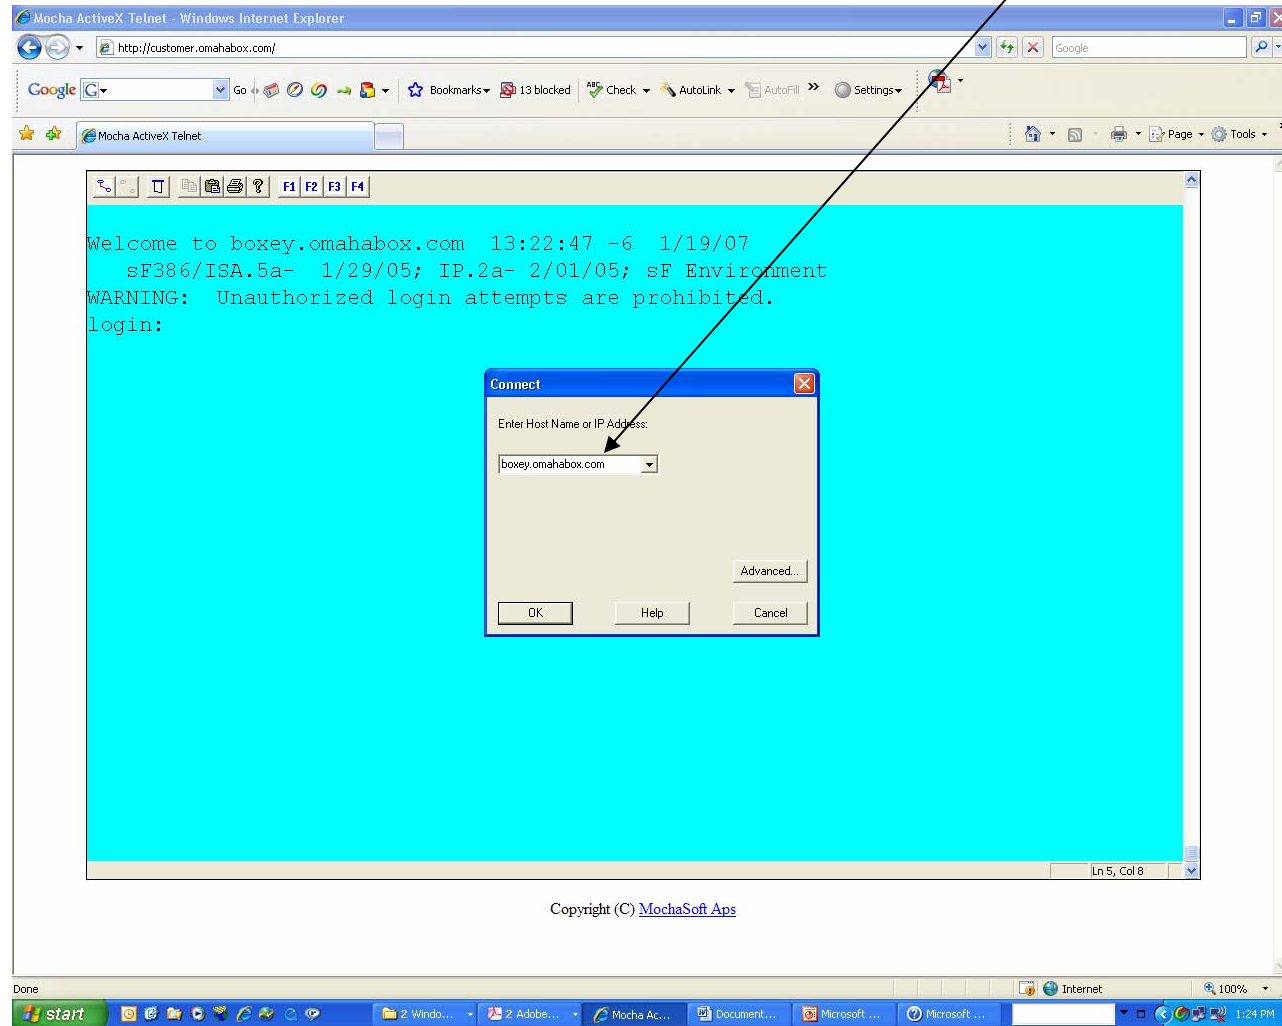 Mocha ActiveX Telnet - Windows Internet Explorer
http://customer.omahabox.com/
Google
Google G Go Bookmarks 13 blocked ABC Check AutoLink AutoFill » Settings
Mocha ActiveX Telnet
Page Tools
F1 F2 F3 F4
Welcome to boxey.omahabox.com 13:22:47 -6 1/19/07
sF386/ISA.5a- 1/29/05; IP.2a- 2/01/05; sF Environment
WARNING: Unauthorized login attempts are prohibited.
login:
Connect
Enter Host Name or IP Address:
boxey.omahabox.com
Advanced...
OK Help Cancel
Ln 5, Col 8
Copyright (C) MochaSoft Aps
Done Internet 100%
start 2 Windo... 2 Adobe... Mocha Ac... Document... Microsoft ... Microsoft ... 1:24 PM